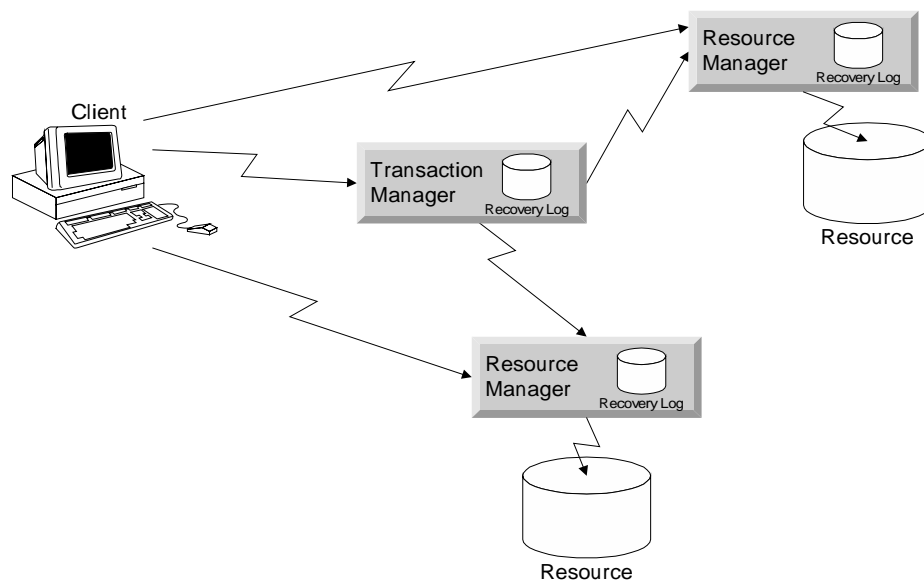 Resource
Manager
Recovery Log
Client
Transaction
Manager
Recovery Log
Resource
Resource
Manager
Recovery Log
Resource